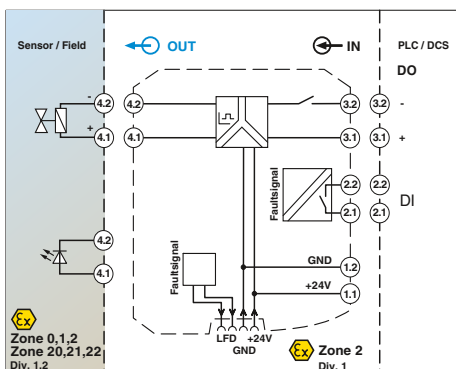 Sensor / Field
OUT
IN
PLC / DCS
DO
-
4.2
4.2
3.2
3.2
-
+
4.1
4.1
3.1
3.1
+
Faultsignal
2.2
2.2
2.1
2.1
DI
4.2
4.1
Faultsignal
GND
1.2
+24V
1.1
LFD
+24V
GND
Ex
Zone 0,1,2
Zone 20,21,22
Div. 1,2
Ex
Zone 2
Div. 1